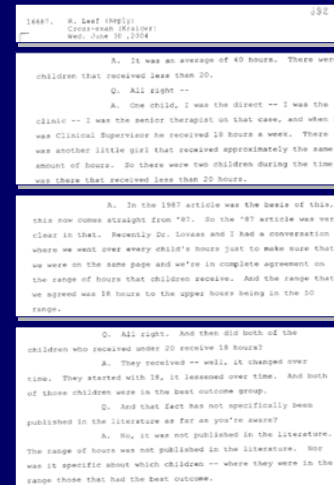 592
16687. R. Leaf (Reply)
Cross-exam (Kraicer)
Wed. June 30, 2004
A. It was an average of 40 hours. There were
children that received less than 20.
Q. All right --
A. One child, I was the direct -- I was the
clinic -- I was the senior therapist on that case, and when
was Clinical Supervisor he received 18 hours a week. There
was another little girl that received approximately the same
amount of hours. So there were two children during the time
was there that received less than 20 hours.
A. In the 1987 article was the basis of this,
this now comes straight from '87. So the '87 article was ver
clear in that. Recently Dr. Lovaas and I had a conversation
where we went over every child's hours just to make sure that
we were on the same page and we're in complete agreement on
the range of hours that children receive. And the range that
we agreed was 18 hours to the upper hours being in the 50
range.
Q. All right. And then did both of the
children who received under 20 receive 18 hours?
A. They received -- well, it changed over
time. They started with 18, it lessened over time. And both
of those children were in the best outcome group.
Q. And that fact has not specifically been
published in the literature as far as you're aware?
A. No, it was not published in the literature.
The range of hours was not published in the literature. Nor
was it specific about which children -- where they were in the
range those that had the best outcome.